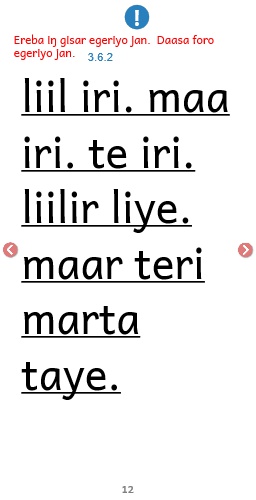 !
Ereba iŋ gisar egeriyo jan. Daasa foro
egeriyo jan. 3.6.2
liil iri. maa
iri. te iri.
liilir liye.
maar teri
marta
taye.
12